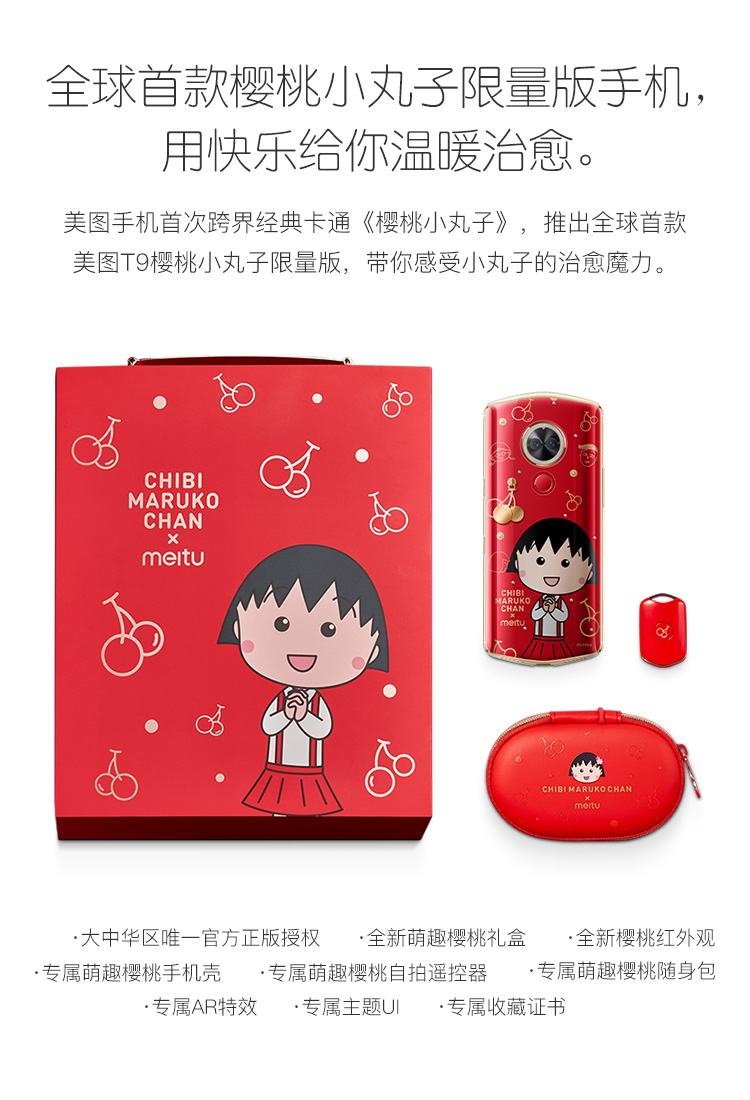 全球首款樱桃小丸子限量版手机，
用快乐给你温暖治愈。
美图手机首次跨界经典卡通《樱桃小丸子》，推出全球首款
美图T9樱桃小丸子限量版，带你感受小丸子的治愈魔力。
CHIBI
MARUKO
CHAN
×
meitu
CHIBI
MARUKO
CHAN
×
meitu
CHIBI MARUKO CHAN
×
meitu
·大中华区唯一官方正版授权 ·全新萌趣樱桃礼盒 ·全新樱桃红外观
·专属萌趣樱桃手机壳 ·专属萌趣樱桃自拍遥控器 ·专属萌趣樱桃随身包
·专属AR特效 ·专属主题UI ·专属收藏证书